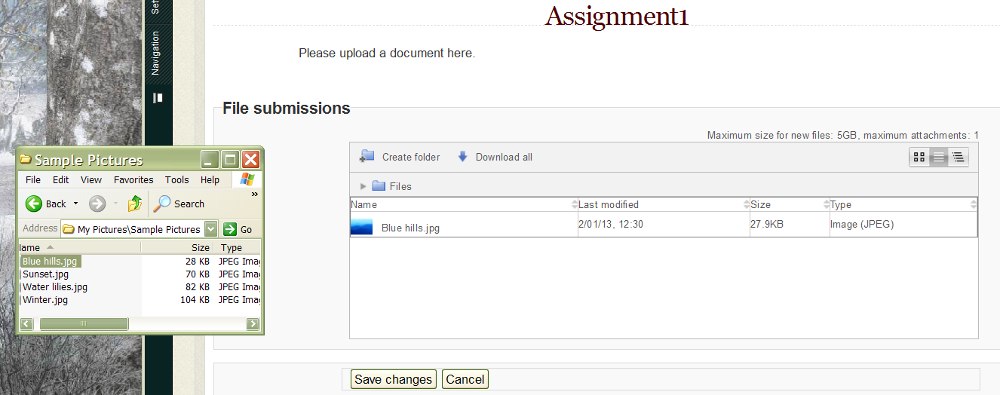 Assignment1
Please upload a document here.
Set
Navigation
File submissions
Maximum size for new files: 5GB, maximum attachments: 1
Create folder Download all
Files
Name Last modified Size Type
Blue hills.jpg 2/01/13, 12:30 27.9KB Image (JPEG)
Save changes Cancel
Sample Pictures
File Edit View Favorites Tools Help
Back Search »
Address My Pictures\Sample Pictures Go
lame Size Type
Blue hills.jpg 28 KB JPEG Ima
Sunset.jpg 70 KB JPEG Ima
Water lilies.jpg 82 KB JPEG Ima
Winter.jpg 104 KB JPEG Ima